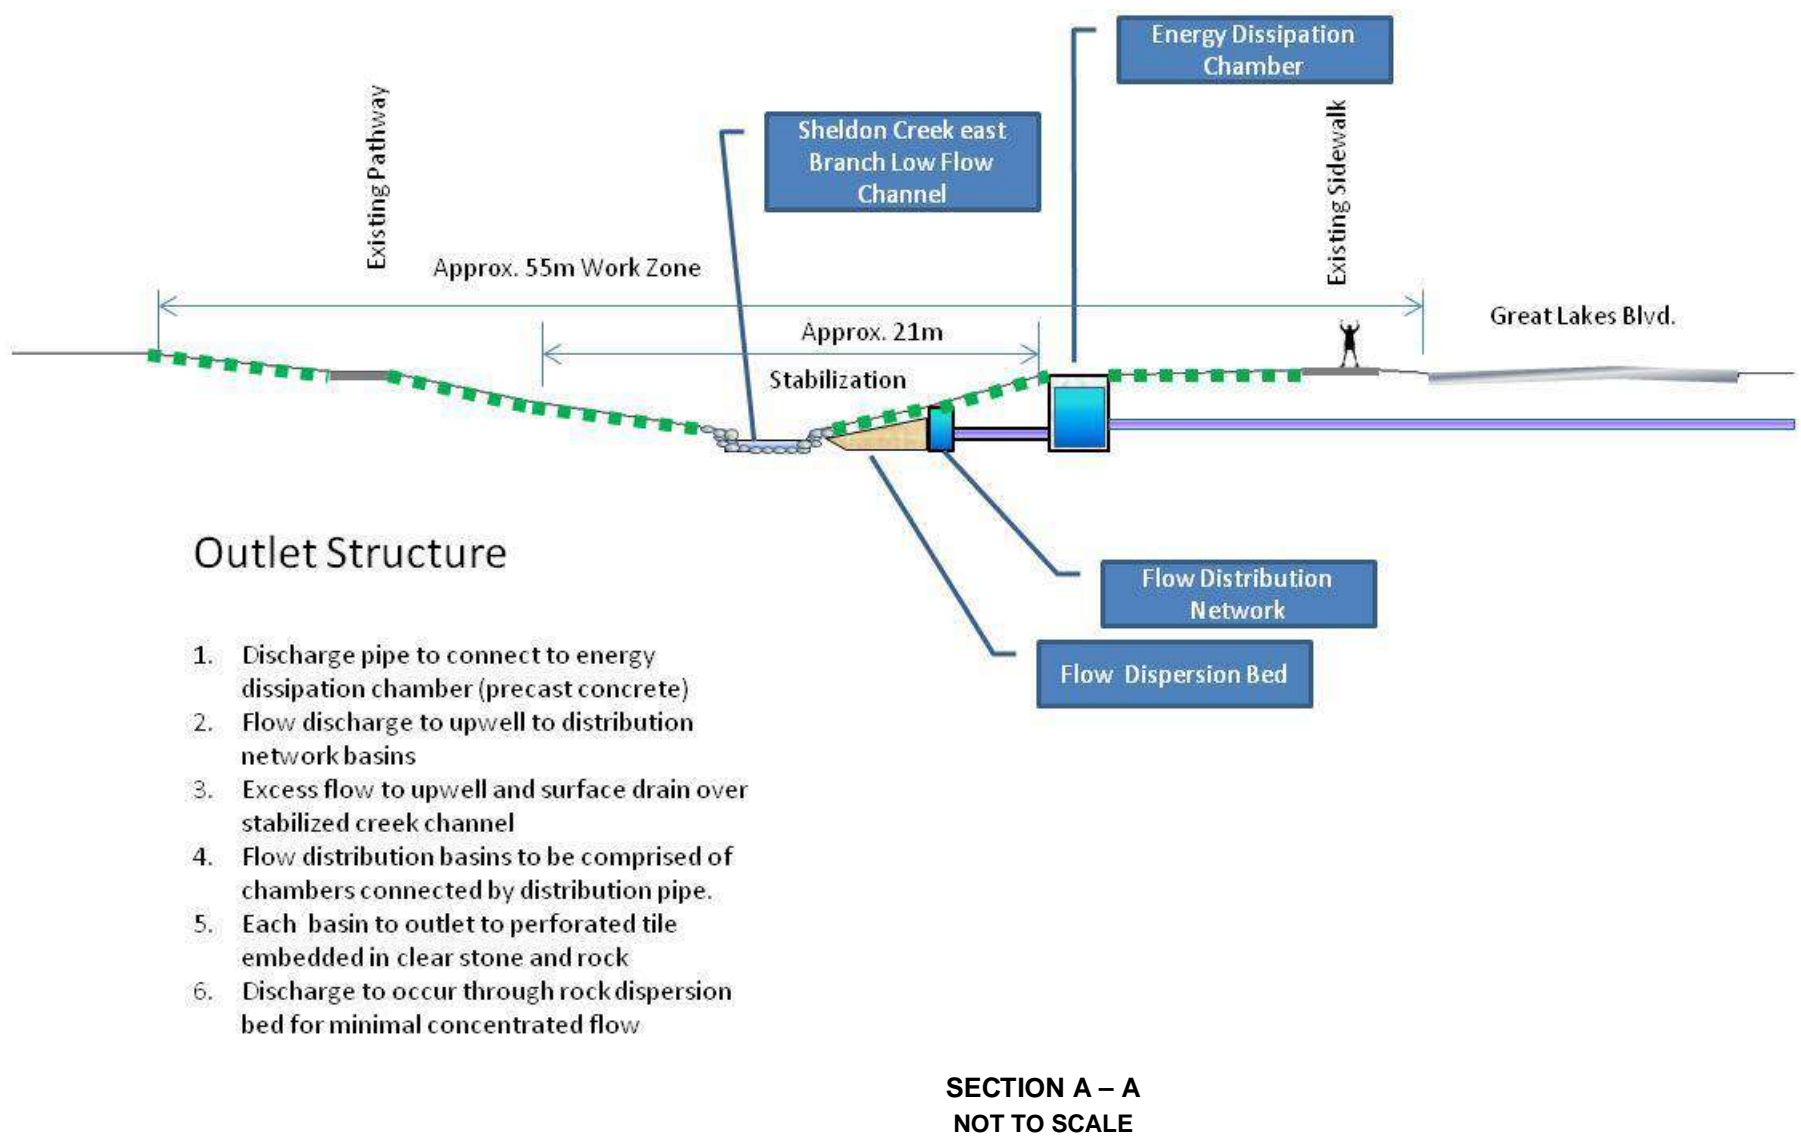 Energy Dissipation
Chamber
Existing Pathway
Sheldon Creek east
Branch Low Flow
Channel
Existing Sidewalk
Approx. 55m Work Zone
Great Lakes Blvd.
Approx. 21m
Stabilization
Outlet Structure
Flow Distribution
Network
Flow Dispersion Bed
1. Discharge pipe to connect to energy
dissipation chamber (precast concrete)
2. Flow discharge to upwell to distribution
network basins
3. Excess flow to upwell and surface drain over
stabilized creek channel
4. Flow distribution basins to be comprised of
chambers connected by distribution pipe.
5. Each basin to outlet to perforated tile
embedded in clear stone and rock
6. Discharge to occur through rock dispersion
bed for minimal concentrated flow
SECTION A – A
NOT TO SCALE